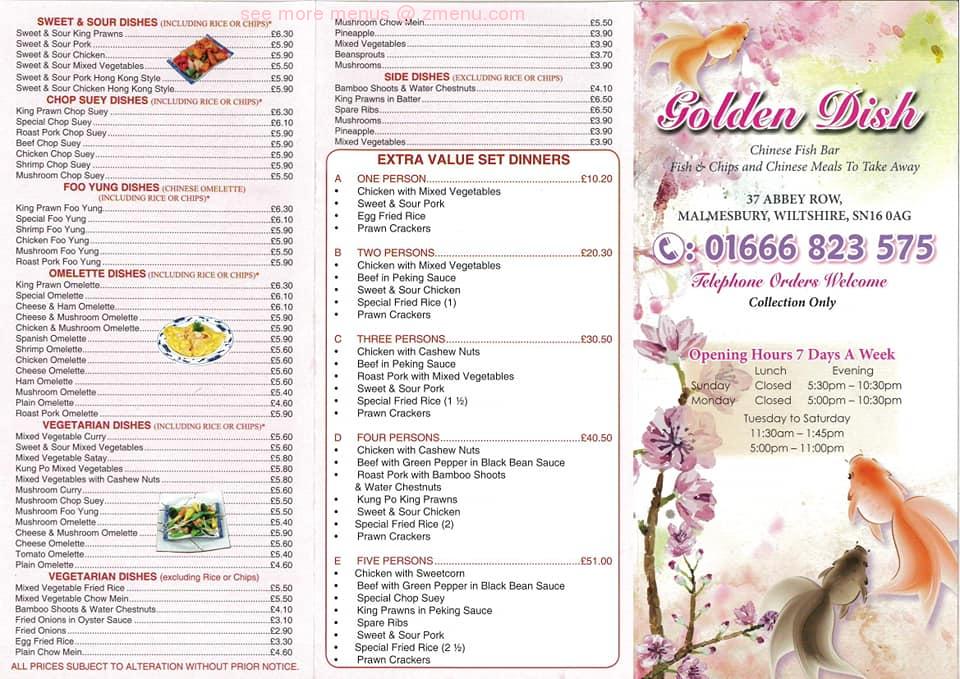 see more menus @ zmenu.com
SWEET & SOUR DISHES (INCLUDING RICE OR CHIPS)*
Sweet & Sour King Prawns £6.30
Sweet & Sour Pork £5.90
Sweet & Sour Chicken £5.90
Sweet & Sour Mixed Vegetables £5.50
Sweet & Sour Pork Hong Kong Style £5.90
Sweet & Sour Chicken Hong Kong Style £5.90
CHOP SUEY DISHES (INCLUDING RICE OR CHIPS)*
King Prawn Chop Suey £6.30
Special Chop Suey £6.10
Roast Pork Chop Suey £5.90
Beef Chop Suey £5.90
Chicken Chop Suey £5.90
Shrimp Chop Suey £5.90
Mushroom Chop Suey £5.50
FOO YUNG DISHES (CHINESE OMELETTE)
(INCLUDING RICE OR CHIPS)*
King Prawn Foo Yung £6.30
Special Foo Yung £6.10
Shrimp Foo Yung £5.90
Chicken Foo Yung £5.90
Mushroom Foo Yung £5.50
Roast Pork Foo Yung £5.90
OMELETTE DISHES (INCLUDING RICE OR CHIPS)*
King Prawn Omelette £6.30
Special Omelette £6.10
Cheese & Ham Omelette £6.10
Cheese & Mushroom Omelette £5.90
Chicken & Mushroom Omelette £5.90
Spanish Omelette £5.90
Shrimp Omelette £5.60
Chicken Omelette £5.60
Cheese Omelette £5.60
Ham Omelette £5.60
Mushroom Omelette £5.40
Plain Omelette £4.60
Roast Pork Omelette £5.90
VEGETARIAN DISHES (INCLUDING RICE OR CHIPS)*
Mixed Vegetable Curry £5.60
Sweet & Sour Mixed Vegetables £5.60
Mixed Vegetable Satay £5.80
Kung Po Mixed Vegetables £5.80
Mixed Vegetables with Cashew Nuts £5.80
Mushroom Curry £5.60
Mushroom Chop Suey £5.50
Mushroom Foo Yung £5.50
Mushroom Omelette £5.40
Cheese & Mushroom Omelette £5.90
Cheese Omelette £5.60
Tomato Omelette £5.40
Plain Omelette £4.60
VEGETARIAN DISHES (excluding Rice or Chips)
Mixed Vegetable Fried Rice £5.50
Mixed Vegetable Chow Mein £5.50
Bamboo Shoots & Water Chestnuts £4.10
Fried Onions in Oyster Sauce £3.10
Fried Onions £2.90
Egg Fried Rice £3.30
Plain Chow Mein £4.60
ALL PRICES SUBJECT TO ALTERATION WITHOUT PRIOR NOTICE.
Mushroom Chow Mein £5.50
Pineapple £3.90
Mixed Vegetables £3.90
Beansprouts £3.70
Mushrooms £3.90
SIDE DISHES (EXCLUDING RICE OR CHIPS)
Bamboo Shoots & Water Chestnuts £4.10
King Prawns in Batter £6.50
Spare Ribs £6.50
Mushrooms £3.90
Pineapple £3.90
Mixed Vegetables £3.90
EXTRA VALUE SET DINNERS
A ONE PERSON £10.20
• Chicken with Mixed Vegetables
• Sweet & Sour Pork
• Egg Fried Rice
• Prawn Crackers
B TWO PERSONS £20.30
• Chicken with Mixed Vegetables
• Beef in Peking Sauce
• Sweet & Sour Chicken
• Special Fried Rice (1)
• Prawn Crackers
C THREE PERSONS £30.50
• Chicken with Cashew Nuts
• Beef in Peking Sauce
• Roast Pork with Mixed Vegetables
• Sweet & Sour Pork
• Special Fried Rice (1 ½)
• Prawn Crackers
D FOUR PERSONS £40.50
• Chicken with Cashew Nuts
• Beef with Green Pepper in Black Bean Sauce
• Roast Pork with Bamboo Shoots
& Water Chestnuts
• Kung Po King Prawns
• Sweet & Sour Chicken
• Special Fried Rice (2)
• Prawn Crackers
E FIVE PERSONS £51.00
• Chicken with Sweetcorn
• Beef with Green Pepper in Black Bean Sauce
• Special Chop Suey
• King Prawns in Peking Sauce
• Spare Ribs
• Sweet & Sour Pork
• Special Fried Rice (2 ½)
• Prawn Crackers
Golden Dish
Chinese Fish Bar
Fish & Chips and Chinese Meals To Take Away
37 ABBEY ROW,
MALMESBURY, WILTSHIRE, SN16 0AG
: 01666 823 575
Telephone Orders Welcome
Collection Only
Opening Hours 7 Days A Week
Lunch Evening
Sunday Closed 5:30pm – 10:30pm
Monday Closed 5:00pm – 10:30pm
Tuesday to Saturday
11:30am – 1:45pm
5:00pm – 11:00pm